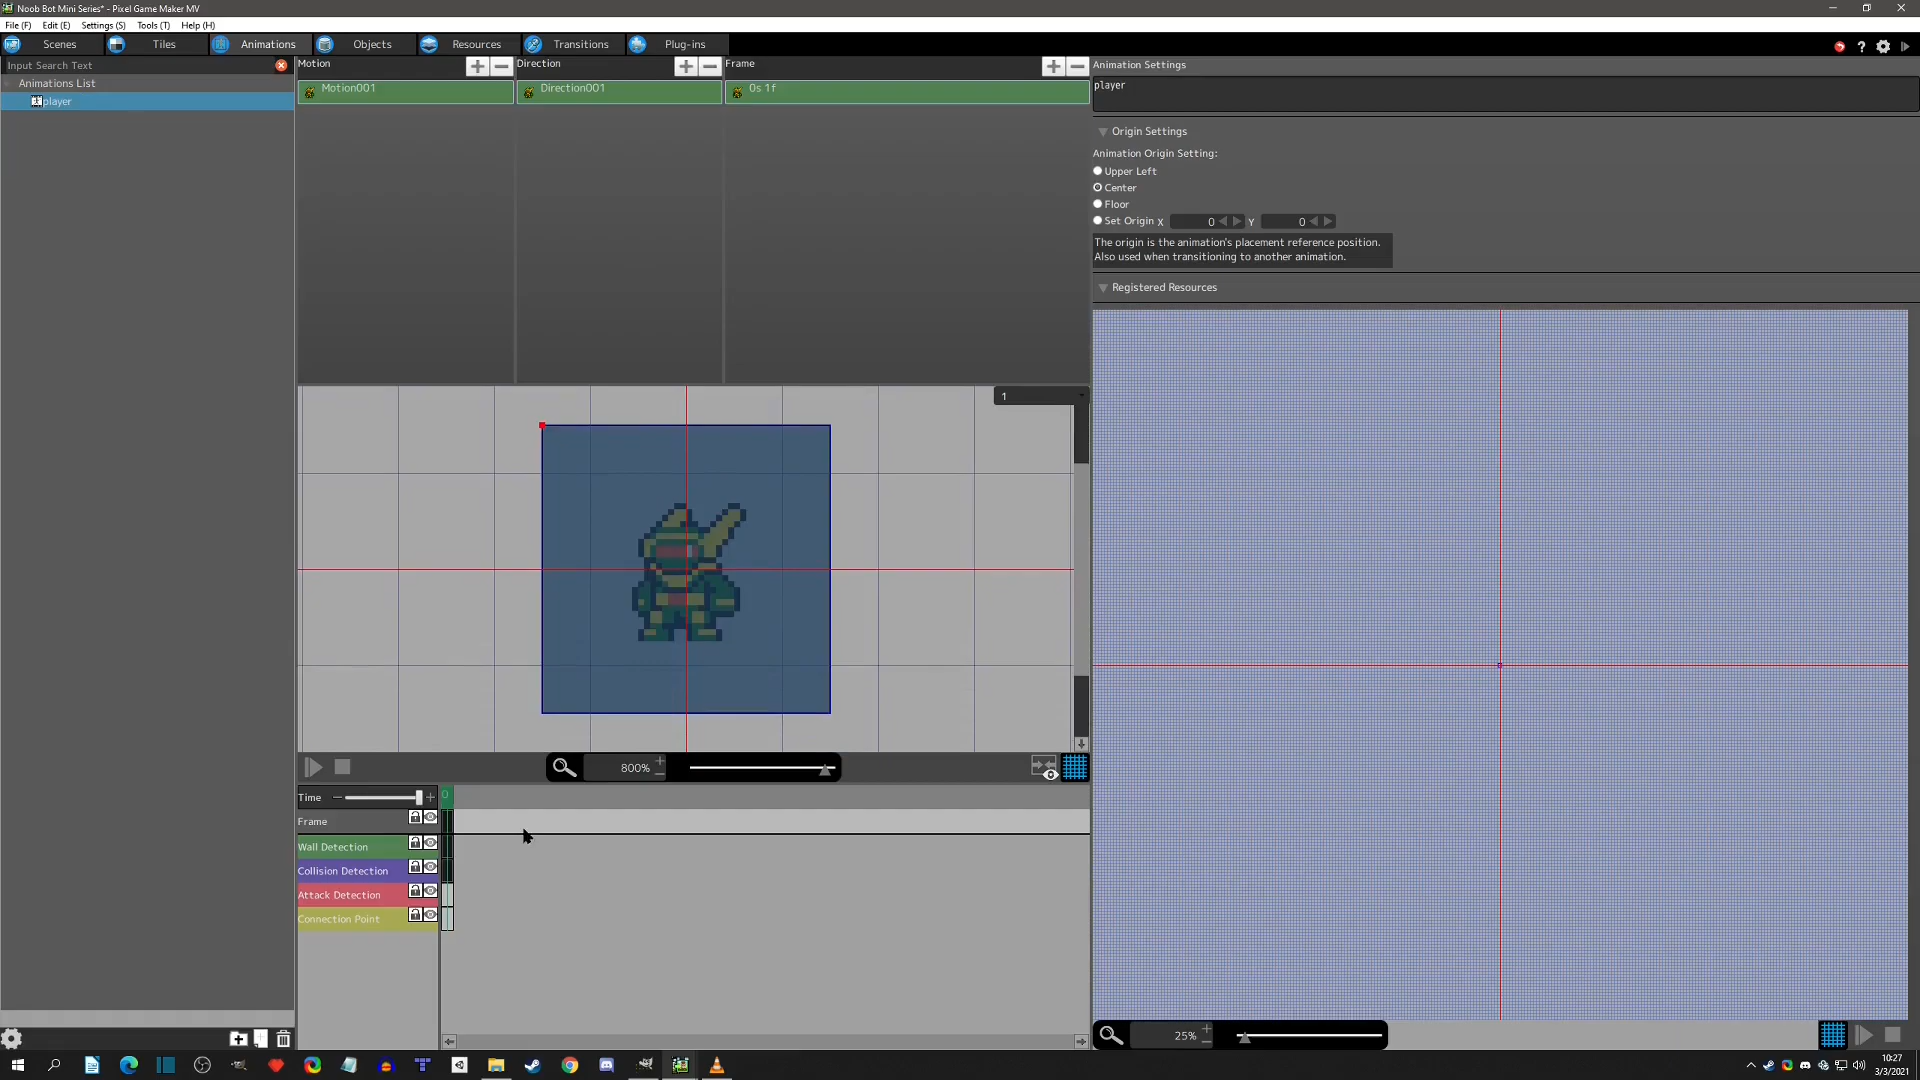 Noob Bot Mini Series* - Pixel Game Maker MV
File (F) Edit (E) Settings (S) Tools (T) Help (H)
Scenes Tiles Animations Objects Resources Transitions Plug-ins
Input Search Text
Animations List
player
Motion
Motion001
Direction
Direction001
Frame
0s 1f
1
800%
Time
0
Frame
Wall Detection
Collision Detection
Attack Detection
Connection Point
Animation Settings
player
Origin Settings
Animation Origin Setting:
Upper Left
Center
Floor
Set Origin X 0 Y 0
The origin is the animation's placement reference position.
Also used when transitioning to another animation.
Registered Resources
25%
10:27
3/3/2021